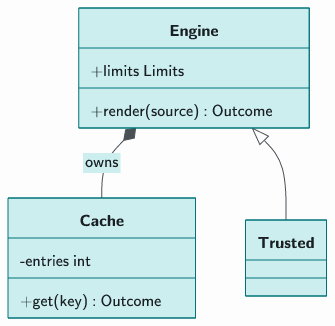 Engine
+limits Limits
+render(source) : Outcome
owns
Cache
-entries int
+get(key) : Outcome
Trusted